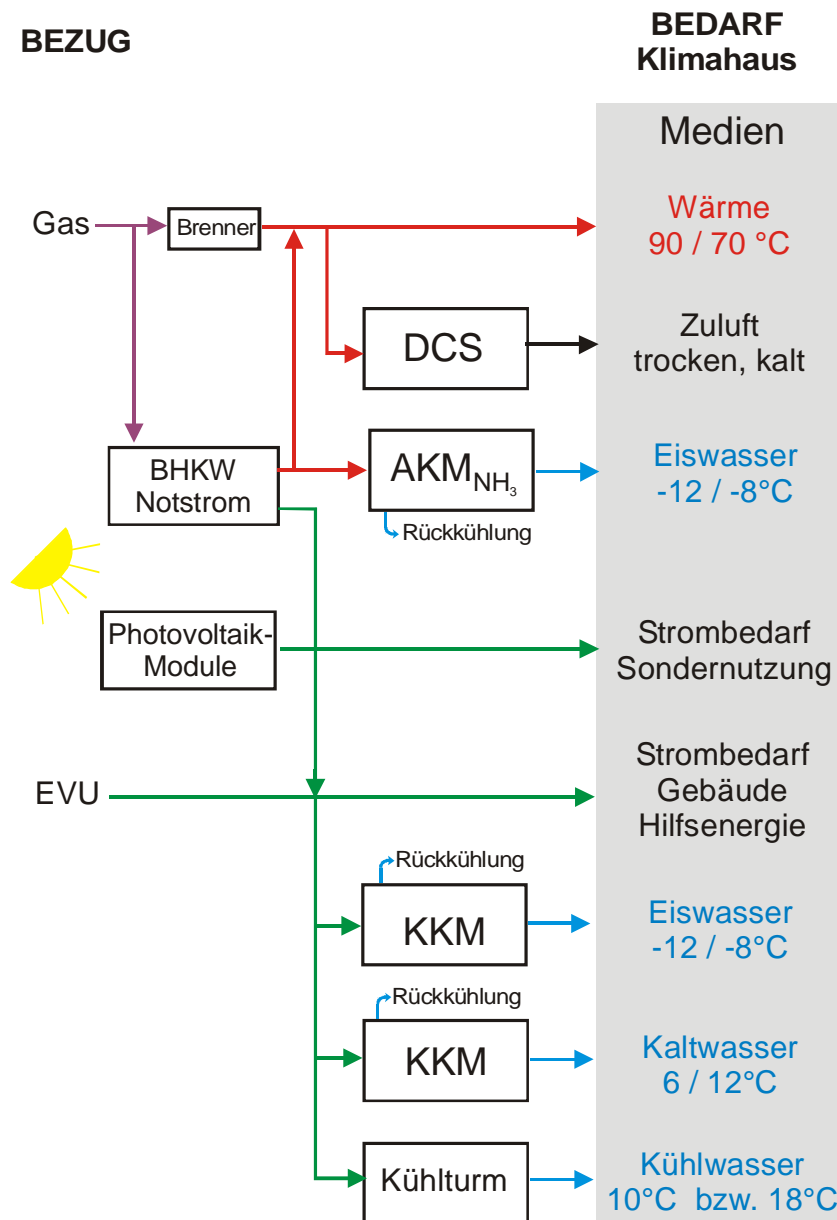 BEZUG
BEDARF
Klimahaus
Medien
Gas
Brenner
Wärme
90 / 70 °C
DCS
Zuluft
trocken, kalt
BHKW
Notstrom
AKM NH₃
Rückkühlung
Eiswasser
-12 / -8°C
Photovoltaik-
Module
Strombedarf
Sondernutzung
EVU
Strombedarf
Gebäude
Hilfsenergie
Rückkühlung
KKM
Eiswasser
-12 / -8°C
Rückkühlung
KKM
Kaltwasser
6 / 12°C
Kühlturm
Kühlwasser
10°C bzw. 18°C